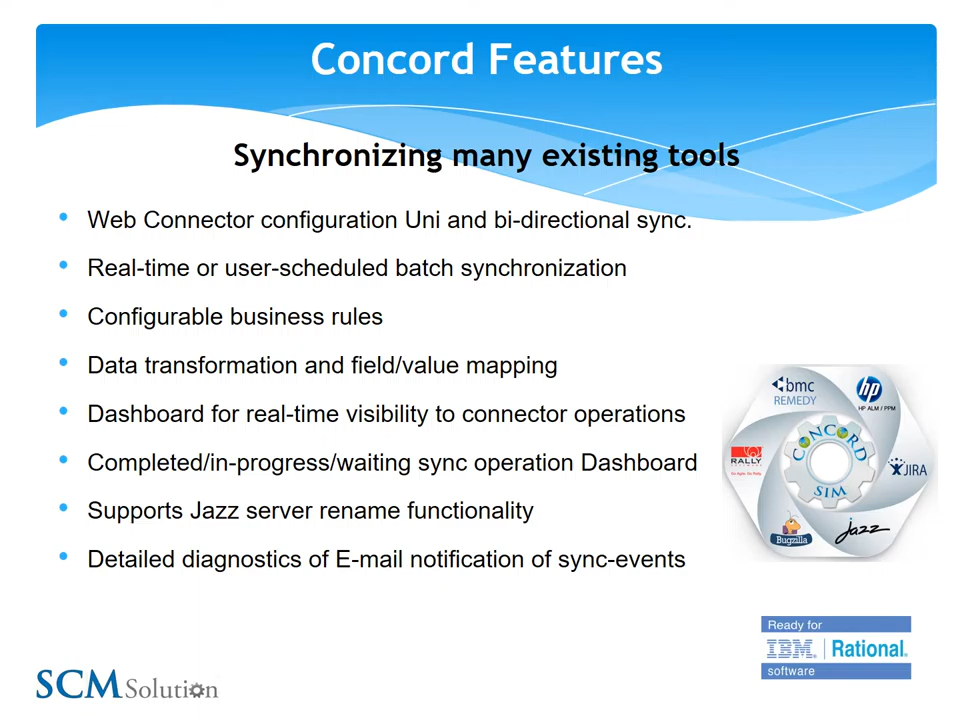 Concord Features
Synchronizing many existing tools
Web Connector configuration Uni and bi-directional sync.
Real-time or user-scheduled batch synchronization
Configurable business rules
Data transformation and field/value mapping
Dashboard for real-time visibility to connector operations
Completed/in-progress/waiting sync operation Dashboard
Supports Jazz server rename functionality
Detailed diagnostics of E-mail notification of sync-events
bmc
REMEDY
hp
HP ALM / PPM
CONCORD
SIM
RALLY
JIRA
Bugzilla
jazz
Ready for
IBM® Rational®
software
SCM Solution